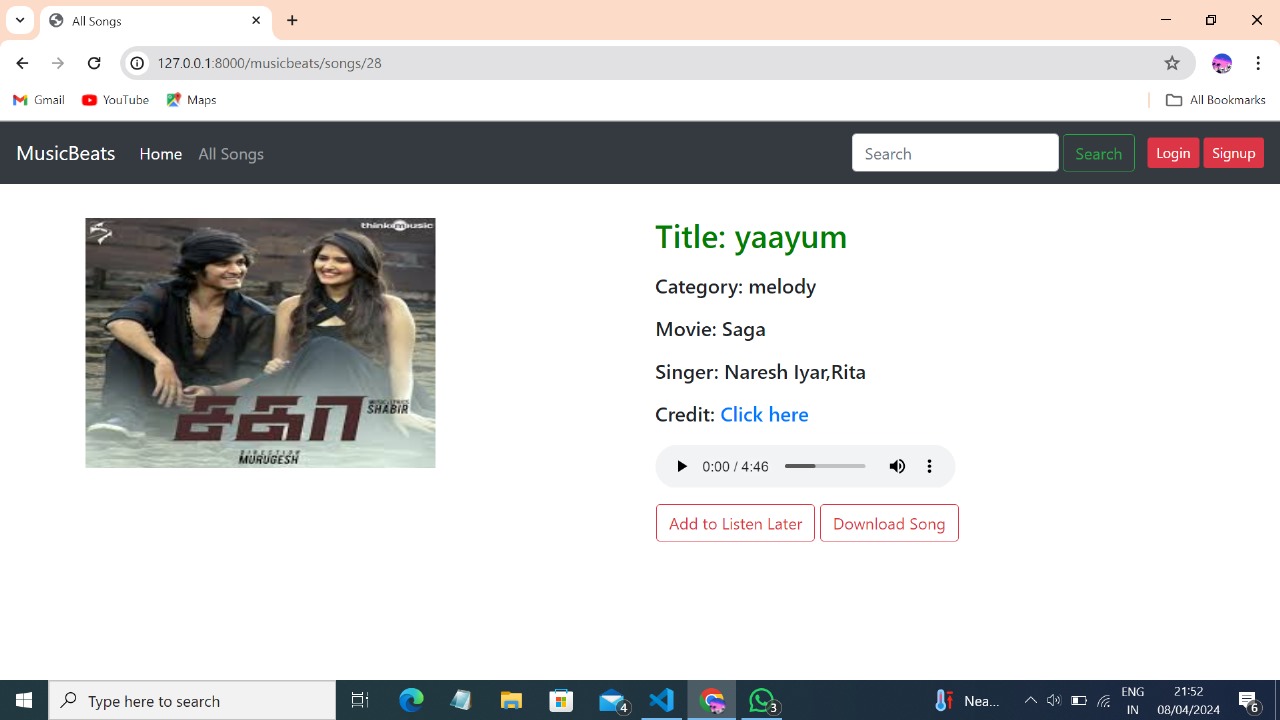 All Songs
127.0.0.1:8000/musicbeats/songs/28
Gmail YouTube Maps All Bookmarks
MusicBeats Home All Songs Search Search Login Signup
thinkmusic
சகா
MUSIC & LYRICS
SHABIR
DIRECTION
MURUGESH
Title: yaayum
Category: melody
Movie: Saga
Singer: Naresh Iyar,Rita
Credit: Click here
0:00 / 4:46
Add to Listen Later Download Song
Type here to search
4
3
Nea...
ENG
IN
21:52
08/04/2024
6